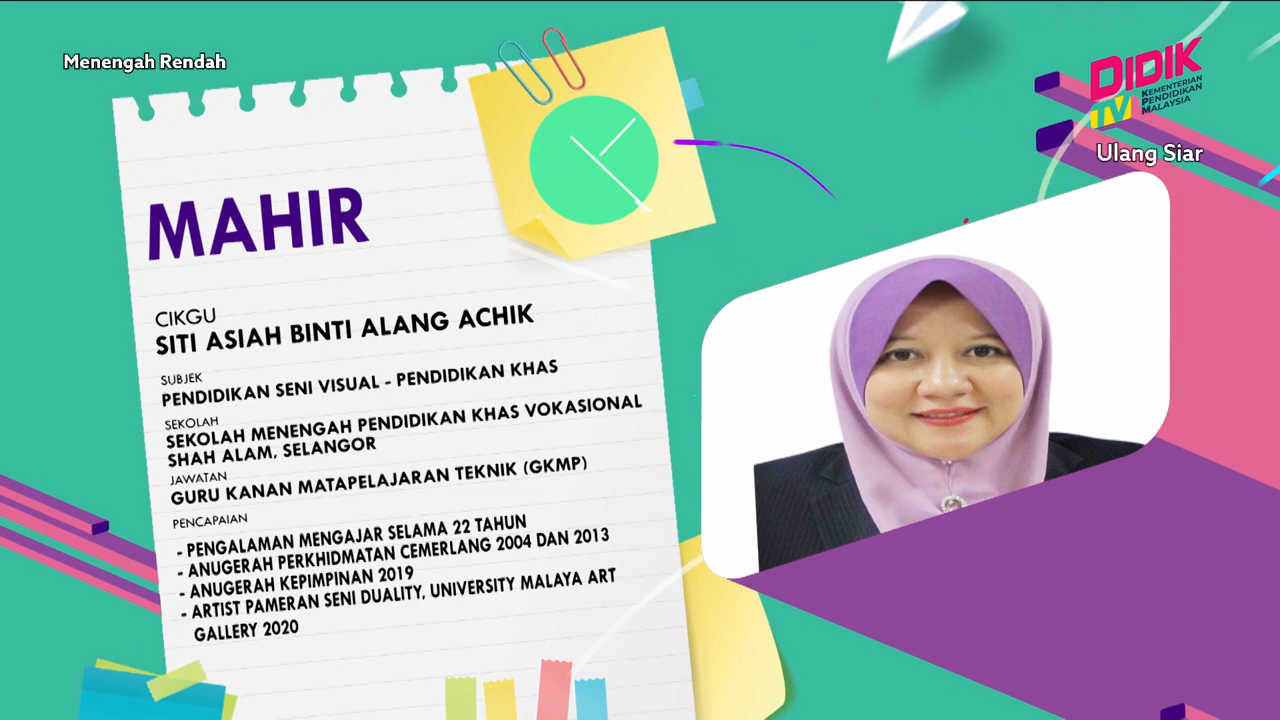 Menengah Rendah
DIDIK
TV
KEMENTERIAN
PENDIDIKAN
MALAYSIA
Ulang Siar
MAHIR
CIKGU
SITI ASIAH BINTI ALANG ACHIK
SUBJEK
PENDIDIKAN SENI VISUAL - PENDIDIKAN KHAS
SEKOLAH
SEKOLAH MENENGAH PENDIDIKAN KHAS VOKASIONAL
SHAH ALAM, SELANGOR
JAWATAN
GURU KANAN MATAPELAJARAN TEKNIK (GKMP)
PENCAPAIAN
- PENGALAMAN MENGAJAR SELAMA 22 TAHUN
- ANUGERAH PERKHIDMATAN CEMERLANG 2004 DAN 2013
- ANUGERAH KEPIMPINAN 2019
- ARTIST PAMERAN SENI DUALITY, UNIVERSITY MALAYA ART
GALLERY 2020